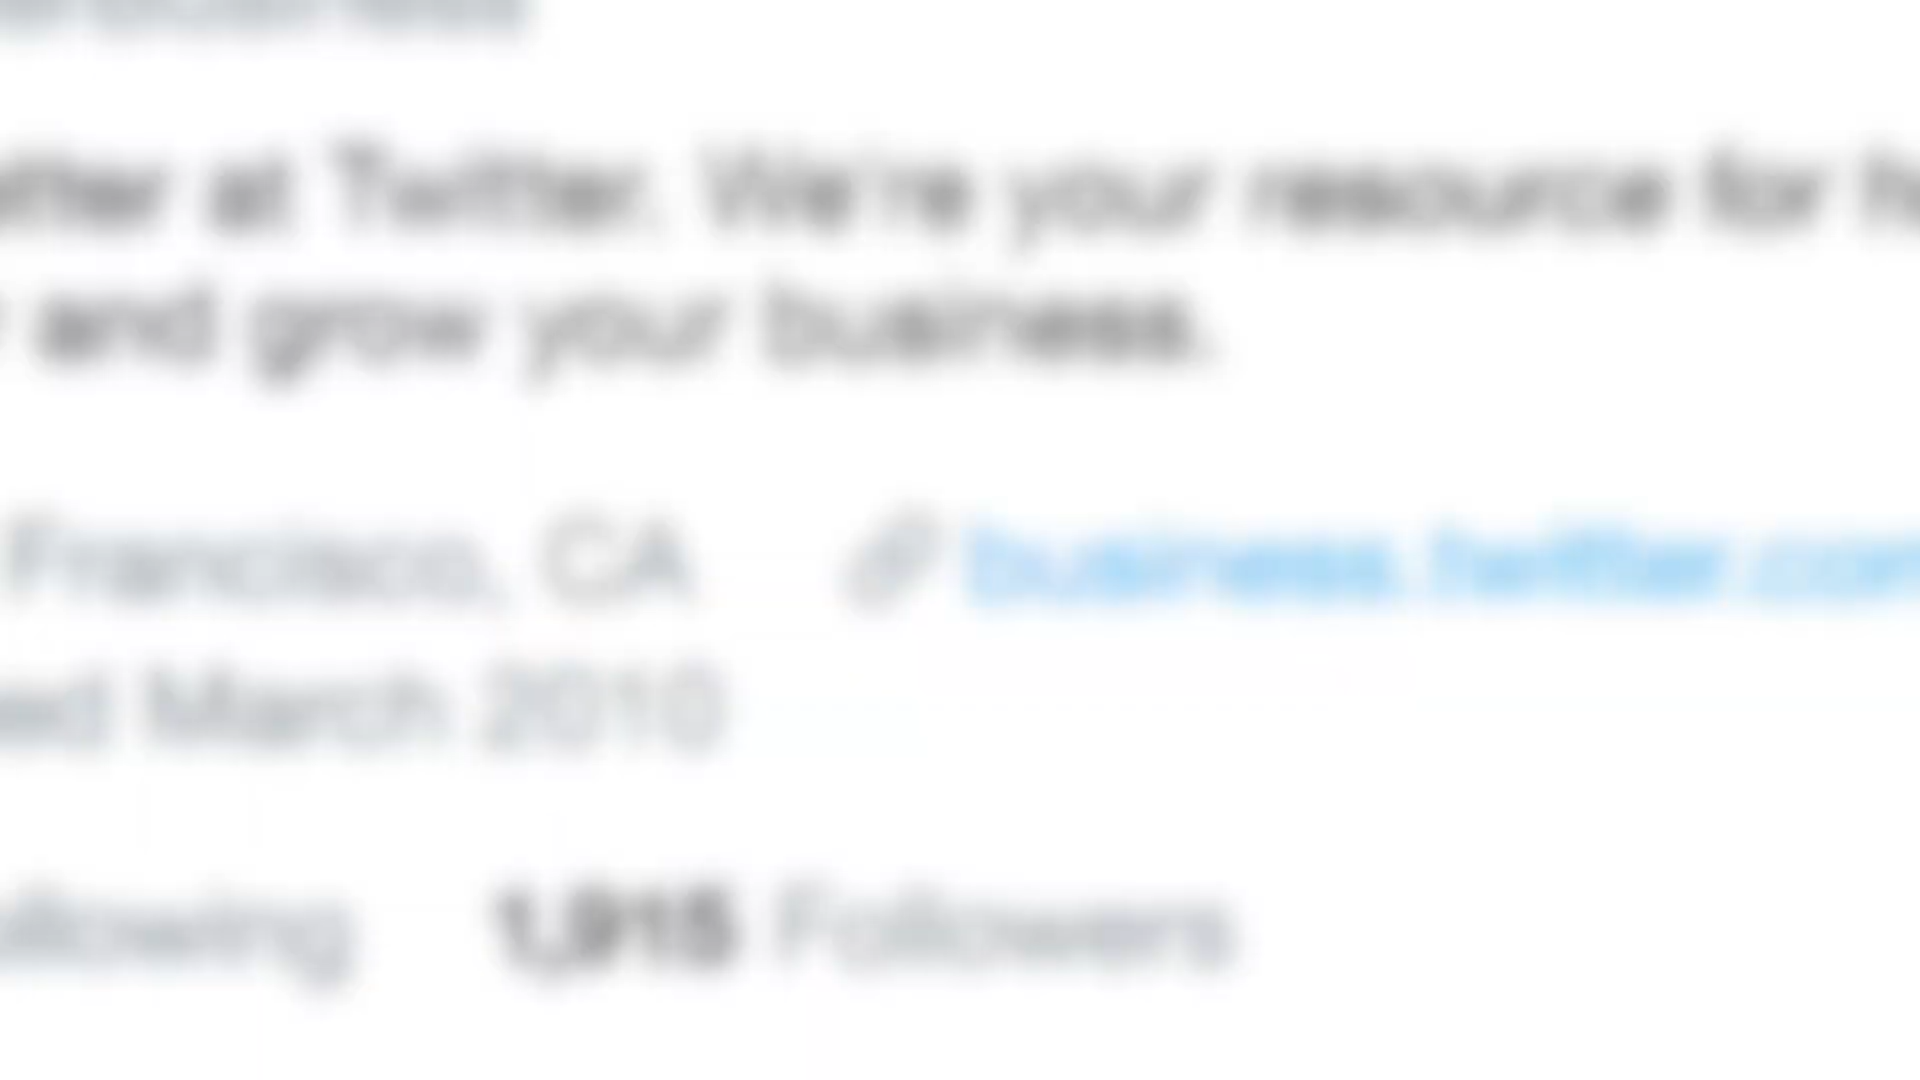 at Twitter. We're your resource for
and grow your business.
Francisco, CA business.twitter.com
March 2010
1,915 Followers